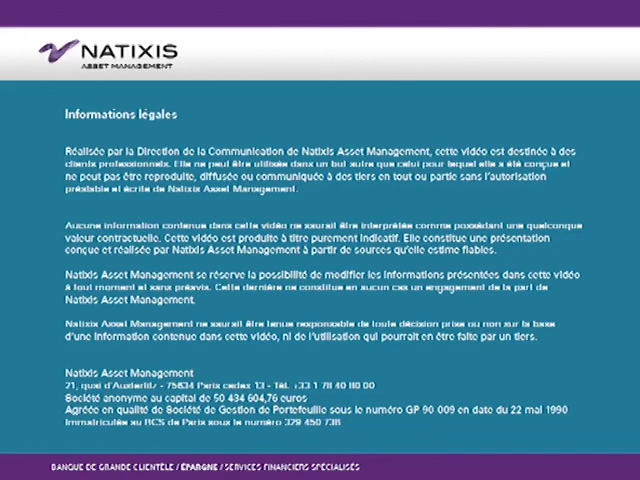 NATIXIS
ASSET MANAGEMENT
Informations légales
Réalisée par la Direction de la Communication de Natixis Asset Management, cette vidéo est destinée à des
clients professionnels. Elle ne peut être utilisée dans un but autre que celui pour lequel elle a été conçue et
ne peut pas être reproduite, diffusée ou communiquée à des tiers en tout ou partie sans l'autorisation
préalable et écrite de Natixis Asset Management.
Aucune information contenue dans cette vidéo ne saurait être interprétée comme possédant une quelconque
valeur contractuelle. Cette vidéo est produite à titre purement indicatif. Elle constitue une présentation
conçue et réalisée par Natixis Asset Management à partir de sources qu'elle estime fiables.
Natixis Asset Management se réserve la possibilité de modifier les informations présentées dans cette vidéo
à tout moment et sans préavis. Cette dernière ne constitue en aucun cas un engagement de la part de
Natixis Asset Management.
Natixis Asset Management ne saurait être tenue responsable de toute décision prise ou non sur la base
d'une information contenue dans cette vidéo, ni de l'utilisation qui pourrait en être faite par un tiers.
Natixis Asset Management
21, quai d'Austerlitz - 75634 Paris cedex 13 - Tél. +33 1 78 40 80 00
Société anonyme au capital de 50 434 604,76 euros
Agréée en qualité de Société de Gestion de Portefeuille sous le numéro GP 90 009 en date du 22 mai 1990
Immatriculée au RCS de Paris sous le numéro 329 450 738
BANQUE DE GRANDE CLIENTÈLE / ÉPARGNE / SERVICES FINANCIERS SPÉCIALISÉS